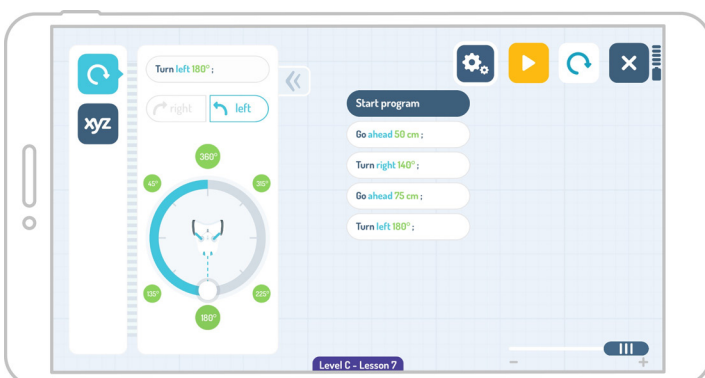 Turn left 180° ;
right
left
xyz
360°
45°
315°
135°
225°
180°
Start program
Go ahead 50 cm ;
Turn right 140° ;
Go ahead 75 cm ;
Turn left 180° ;
Level C - Lesson 7